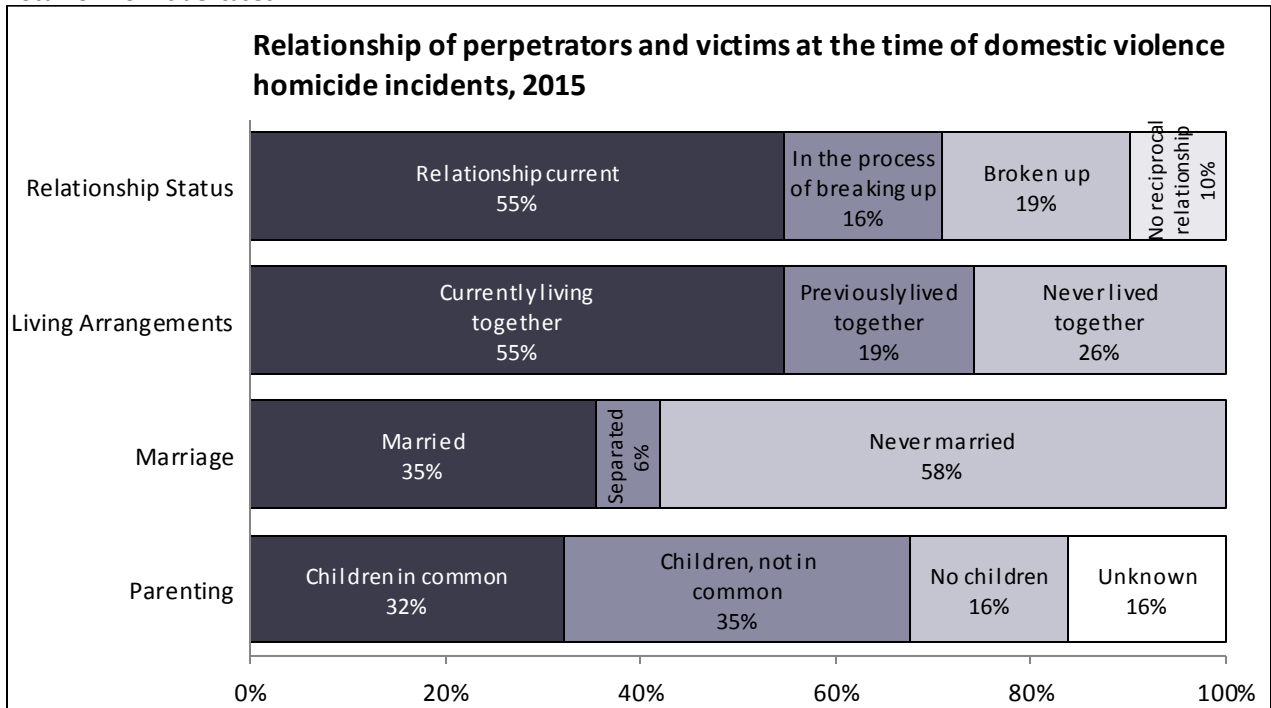 Relationship of perpetrators and victims at the time of domestic violence
homicide incidents, 2015
Relationship Status
Relationship current
55%
In the process
of breaking up
16%
Broken up
19%
No reciprocal
relationship
10%
Living Arrangements
Currently living
together
55%
Previously lived
together
19%
Never lived
together
26%
Marriage
Married
35%
Separated
6%
Never married
58%
Parenting
Children in common
32%
Children, not in
common
35%
No children
16%
Unknown
16%
0%
20%
40%
60%
80%
100%